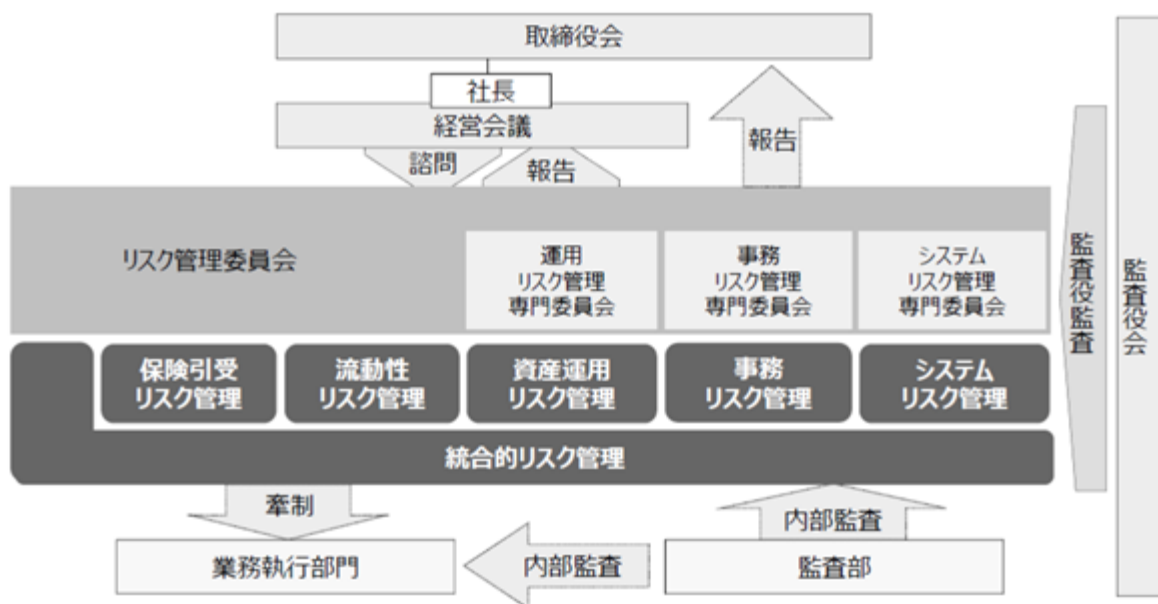 取締役会
社長
経営会議
諮問
報告
報告
リスク管理委員会
運用
リスク管理
専門委員会
事務
リスク管理
専門委員会
システム
リスク管理
専門委員会
監査役監査
監査役会
保険引受
リスク管理
流動性
リスク管理
資産運用
リスク管理
事務
リスク管理
システム
リスク管理
統合的リスク管理
牽制
内部監査
業務執行部門
内部監査
監査部